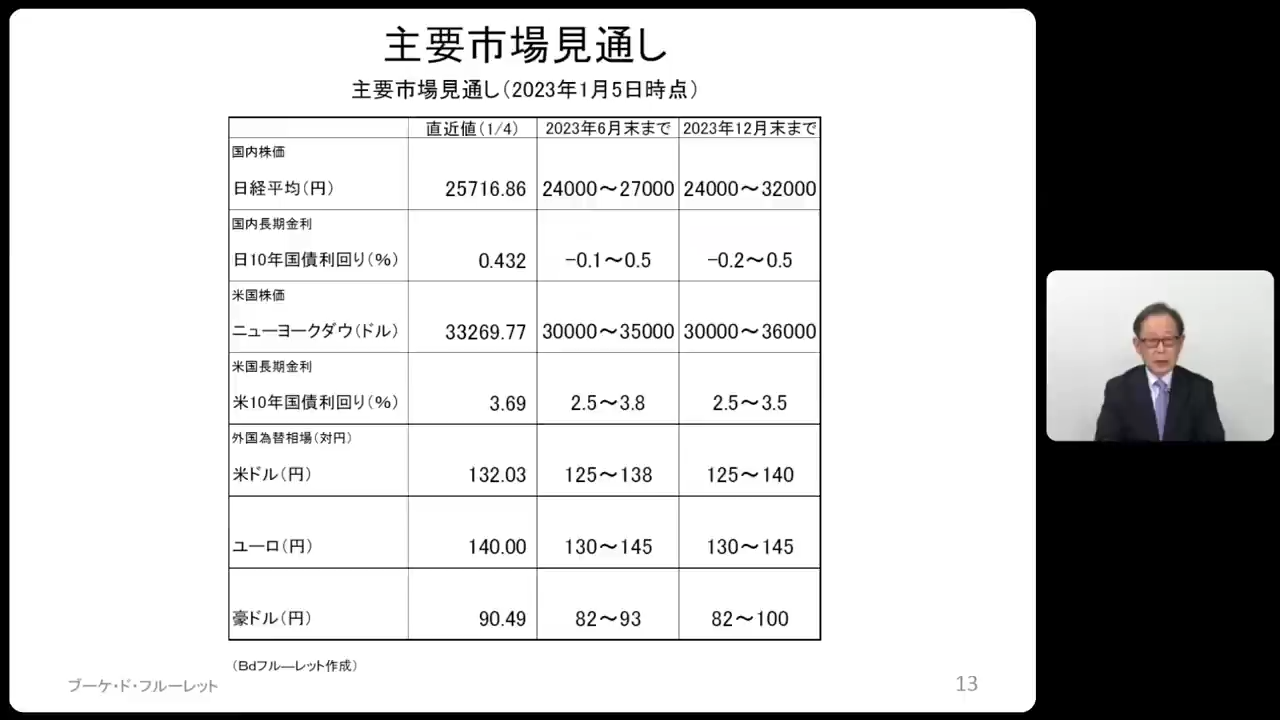 主要市場見通し
主要市場見通し(2023年1月5日時点)
直近値(1/4) 2023年6月末まで 2023年12月末まで
国内株価
日経平均(円) 25716.86 24000～27000 24000～32000
国内長期金利
日10年国債利回り(%) 0.432 -0.1～0.5 -0.2～0.5
米国株価
ニューヨークダウ(ドル) 33269.77 30000～35000 30000～36000
米国長期金利
米10年国債利回り(%) 3.69 2.5～3.8 2.5～3.5
外国為替相場(対円)
米ドル(円) 132.03 125～138 125～140
ユーロ(円) 140.00 130～145 130～145
豪ドル(円) 90.49 82～93 82～100
(Bdフルーレット作成)
ブーケ・ド・フルーレット 13